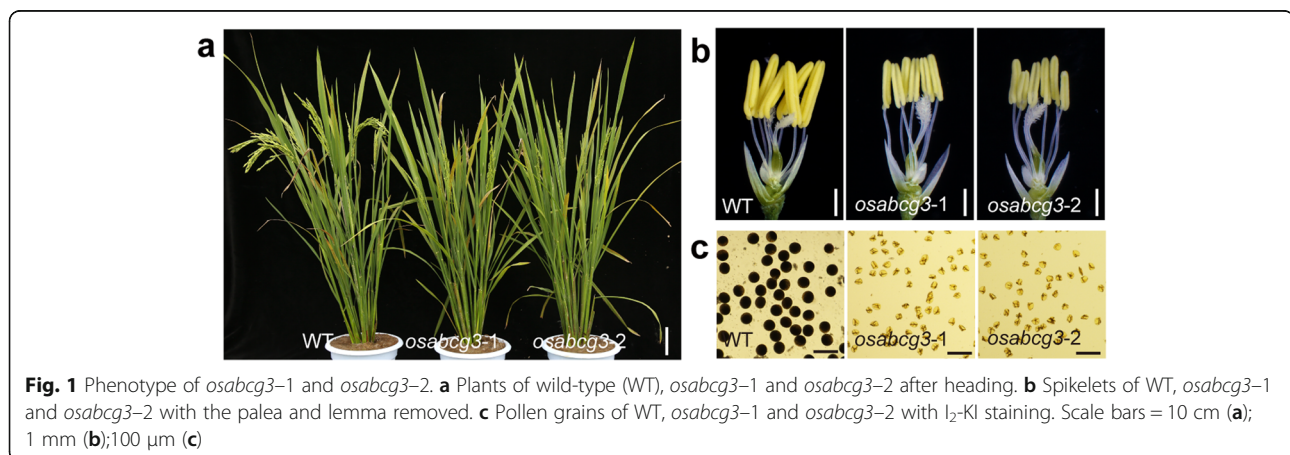 a
WT
osabcg3-1
osabcg3-2
b
WT
osabcg3-1
osabcg3-2
c
WT
osabcg3-1
osabcg3-2
Fig. 1 Phenotype of osabcg3–1 and osabcg3–2. a Plants of wild-type (WT), osabcg3–1 and osabcg3–2 after heading. b Spikelets of WT, osabcg3–1
and osabcg3–2 with the palea and lemma removed. c Pollen grains of WT, osabcg3–1 and osabcg3–2 with I₂-KI staining. Scale bars = 10 cm (a);
1 mm (b);100 μm (c)